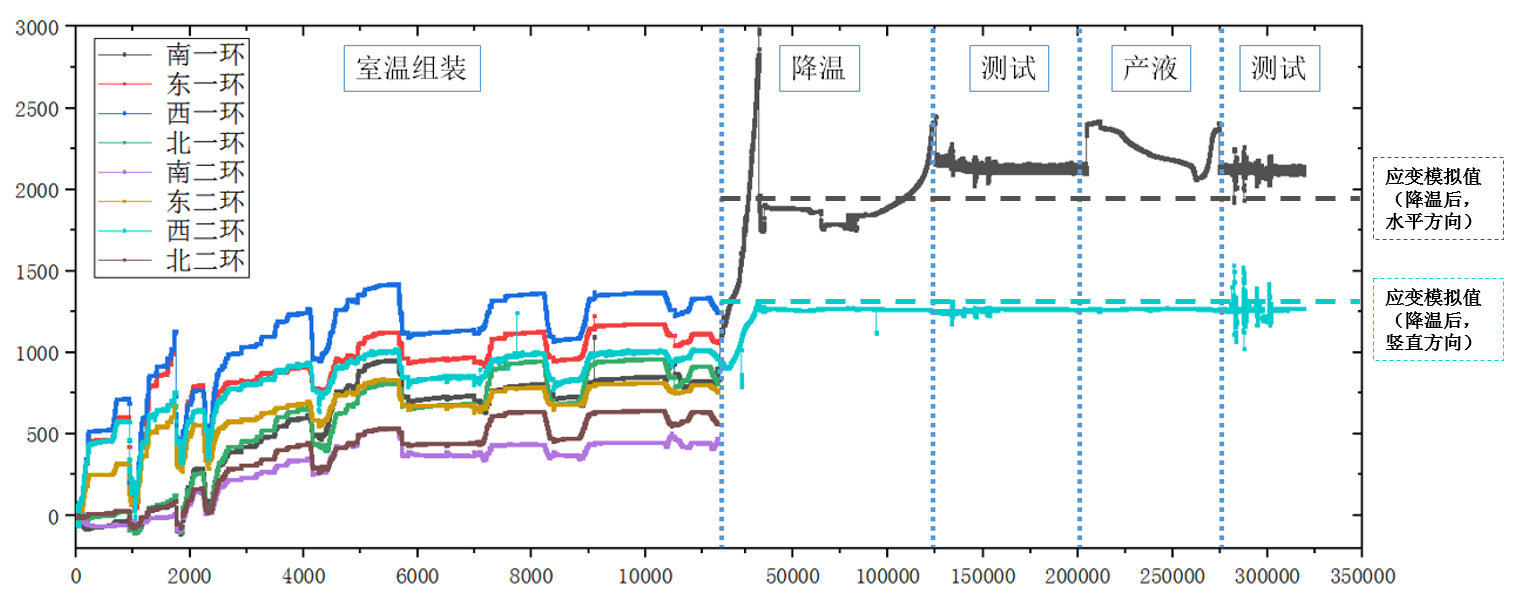 3000
2500
2000
1500
1000
500
0
南一环
东一环
西一环
北一环
南二环
东二环
西二环
北二环
室温组装
降温
测试
产液
测试
应变模拟值
（降温后，
水平方向）
应变模拟值
（降温后，
竖直方向）
0
2000
4000
6000
8000
10000
50000
100000
150000
200000
250000
300000
350000